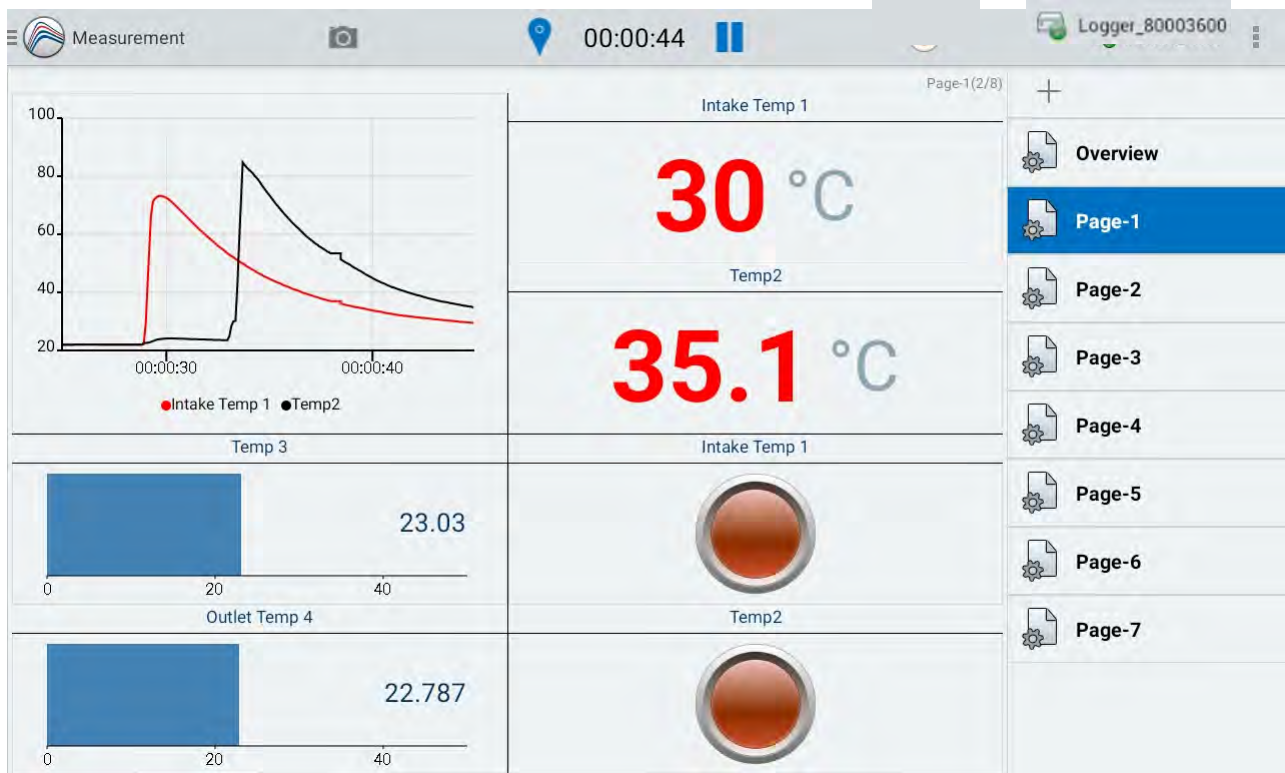 Measurement
00:00:44
Logger_80003600
Page-1(2/8)
100
80
60
40
20
00:00:30
00:00:40
Intake Temp 1
Temp2
Intake Temp 1
30 °C
Temp2
35.1 °C
Temp 3
23.03
0
20
40
Intake Temp 1
Outlet Temp 4
22.787
0
20
40
Temp2
Overview
Page-1
Page-2
Page-3
Page-4
Page-5
Page-6
Page-7